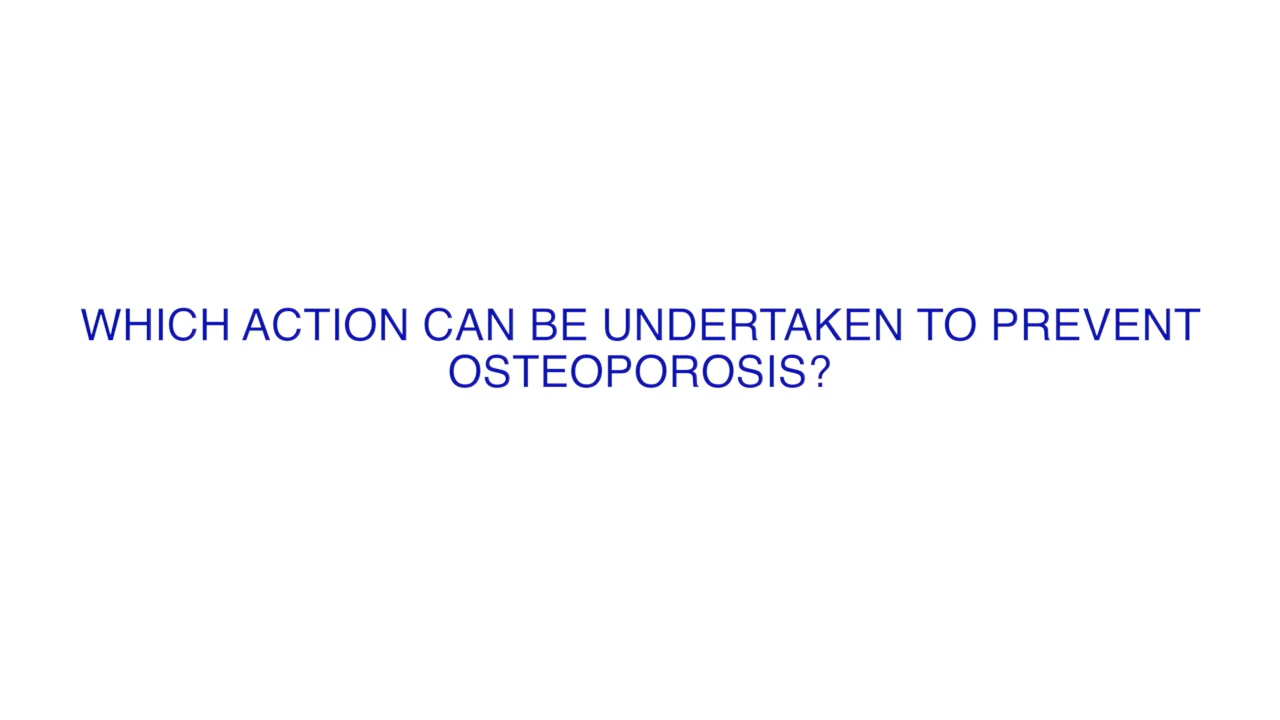 WHICH ACTION CAN BE UNDERTAKEN TO PREVENT
OSTEOPOROSIS?